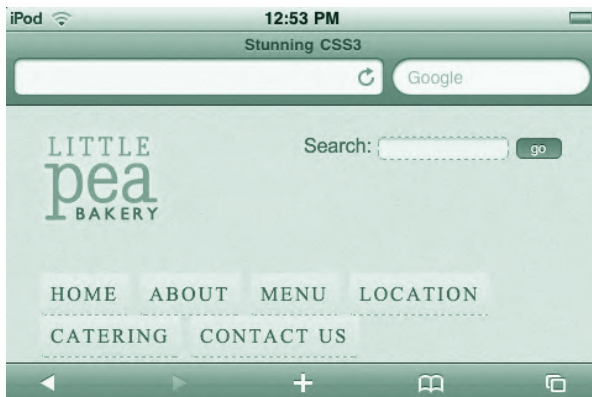 iPod 12:53 PM
Stunning CSS3
Google
LITTLE
pea
BAKERY
Search: go
HOME ABOUT MENU LOCATION
CATERING CONTACT US